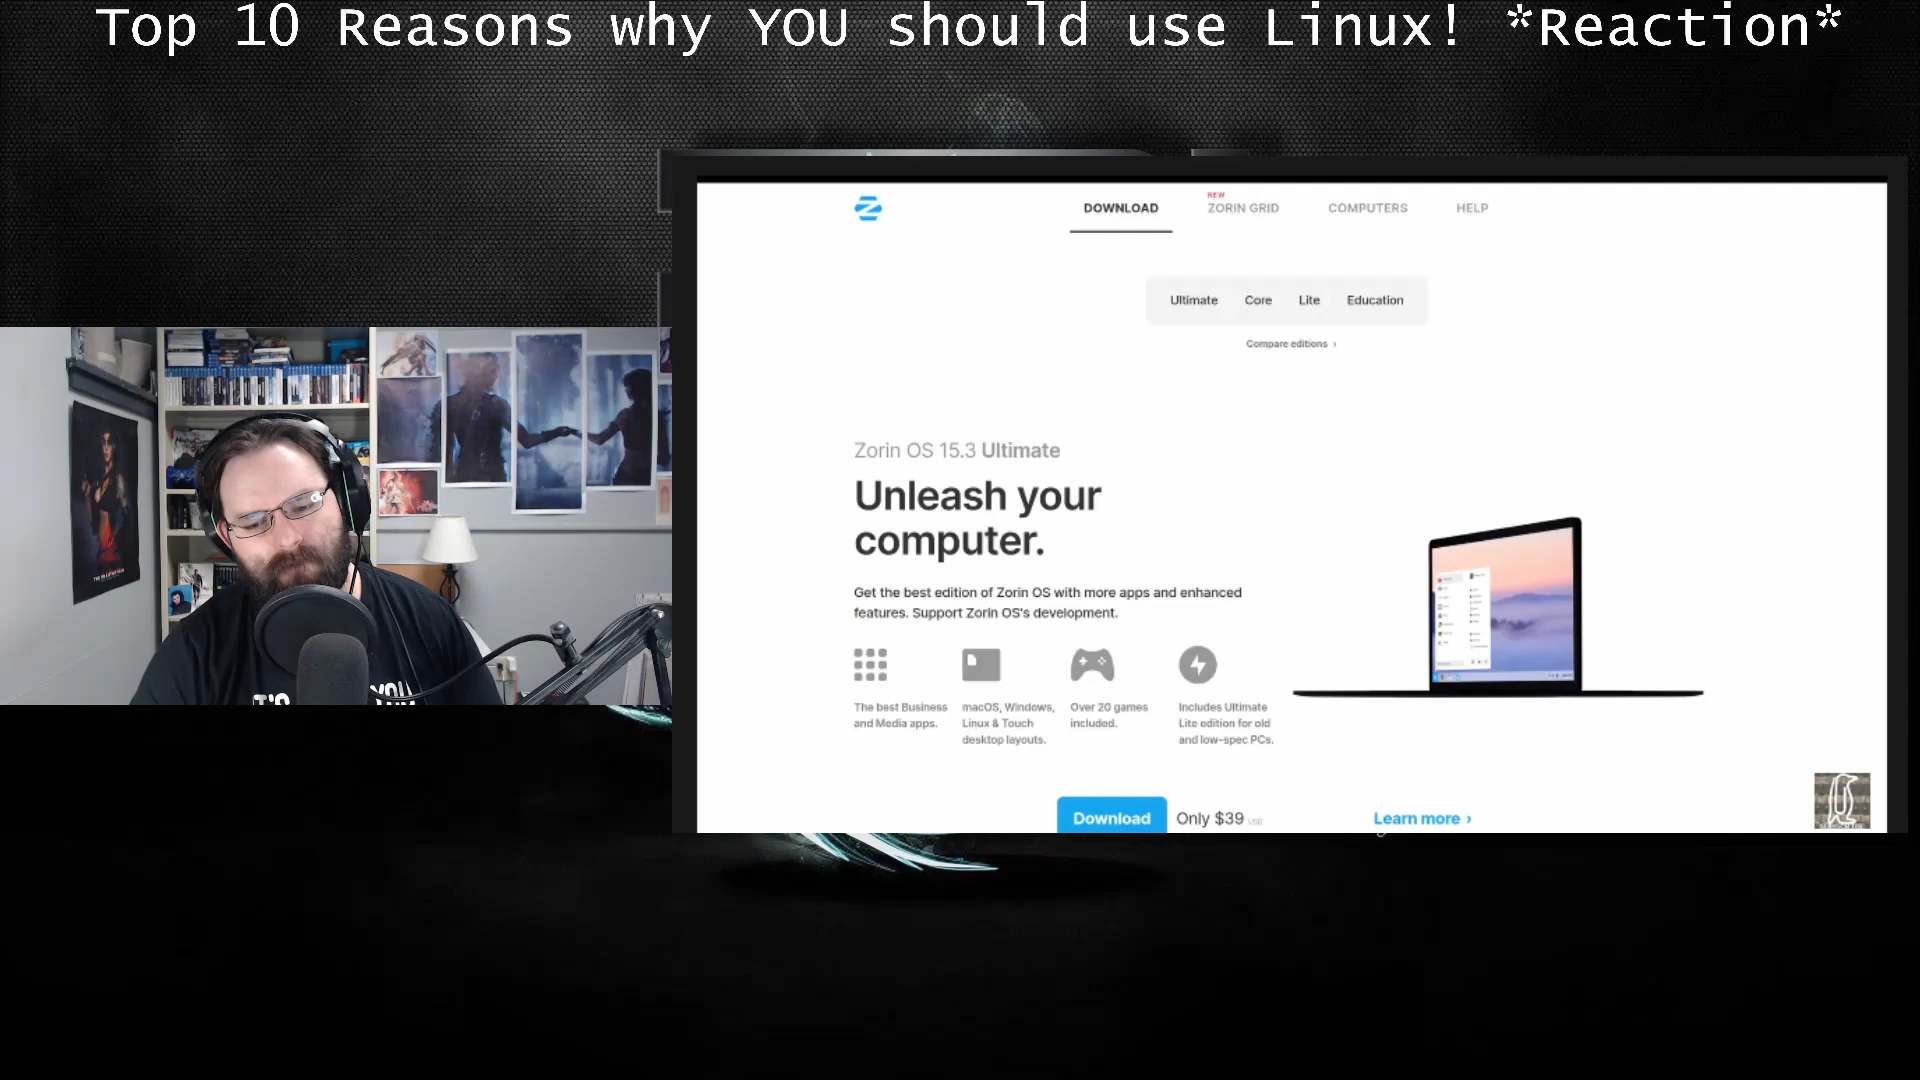 Top 10 Reasons why YOU should use Linux! *Reaction*
DOWNLOAD
NEW
ZORIN GRID
COMPUTERS
HELP
Ultimate Core Lite Education
Compare editions ›
Zorin OS 15.3 Ultimate
Unleash your
computer.
Get the best edition of Zorin OS with more apps and enhanced
features. Support Zorin OS's development.
The best Business
and Media apps.
macOS, Windows,
Linux & Touch
desktop layouts.
Over 20 games
included.
Includes Ultimate
Lite edition for old
and low-spec PCs.
Download Only $39 USD
Learn more ›
IT'S YOU